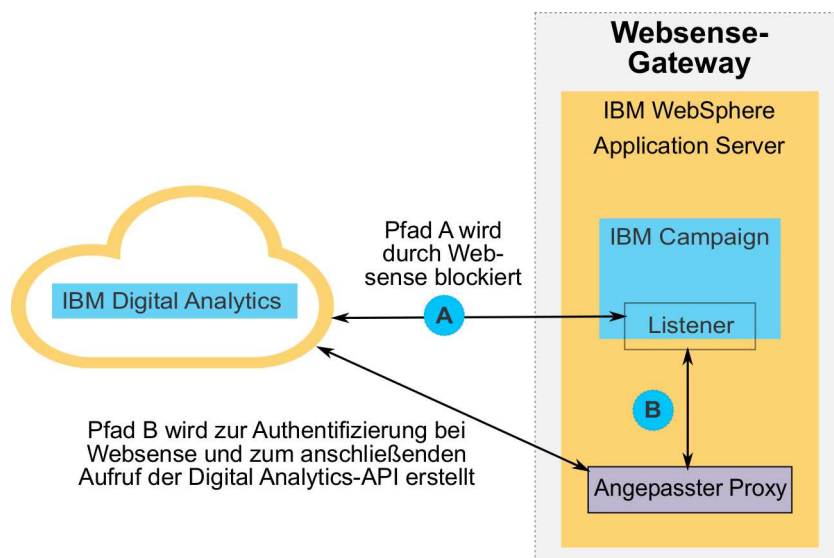 Websense-
Gateway
IBM WebSphere
Application Server
Pfad A wird
durch Web-
sense blockiert
IBM Campaign
IBM Digital Analytics
A
Listener
B
Pfad B wird zur Authentifizierung bei
Websense und zum anschließenden
Aufruf der Digital Analytics-API erstellt
Angepasster Proxy